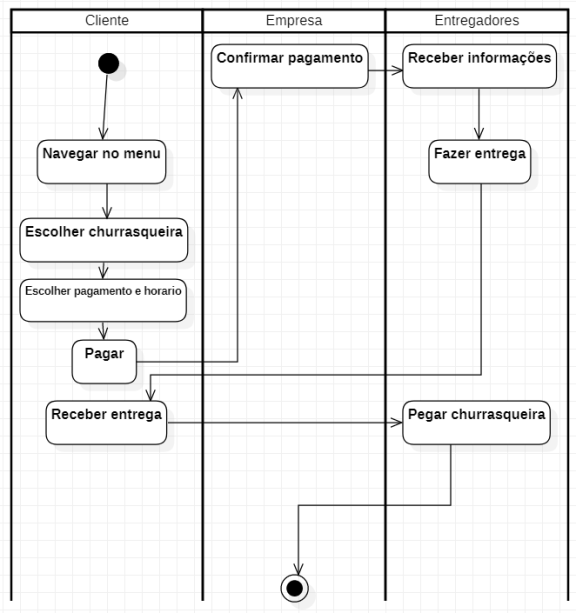 Cliente
Empresa
Entregadores
Confirmar pagamento
Receber informações
Navegar no menu
Fazer entrega
Escolher churrasqueira
Escolher pagamento e horario
Pagar
Receber entrega
Pegar churrasqueira